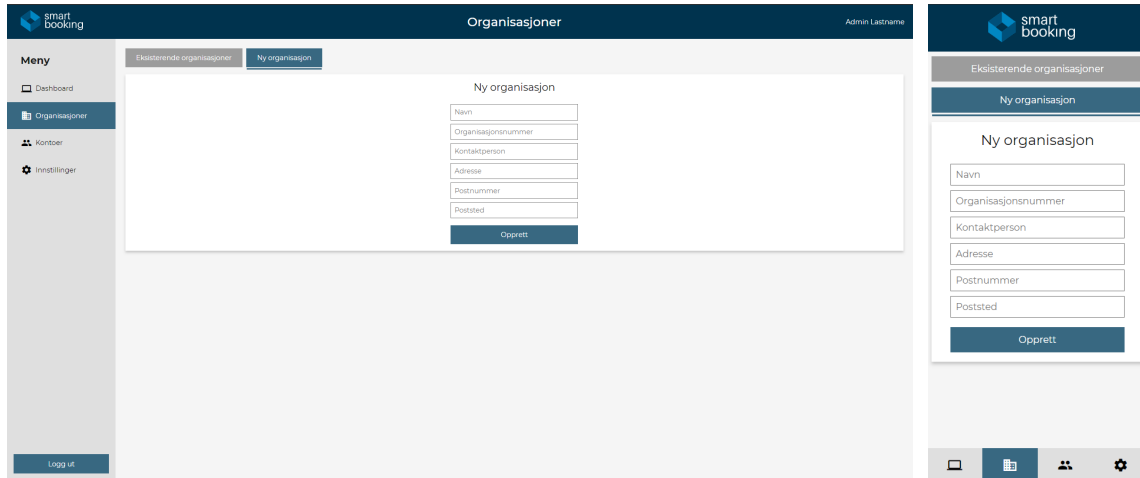 smart
booking
Organisasjoner
Admin Lastname
Meny
Dashboard
Organisasjoner
Kontoer
Innstillinger
Logg ut
Eksisterende organisasjoner
Ny organisasjon
Ny organisasjon
Navn
Organisasjonsnummer
Kontaktperson
Adresse
Postnummer
Poststed
Opprett
smart
booking
Eksisterende organisasjoner
Ny organisasjon
Ny organisasjon
Navn
Organisasjonsnummer
Kontaktperson
Adresse
Postnummer
Poststed
Opprett